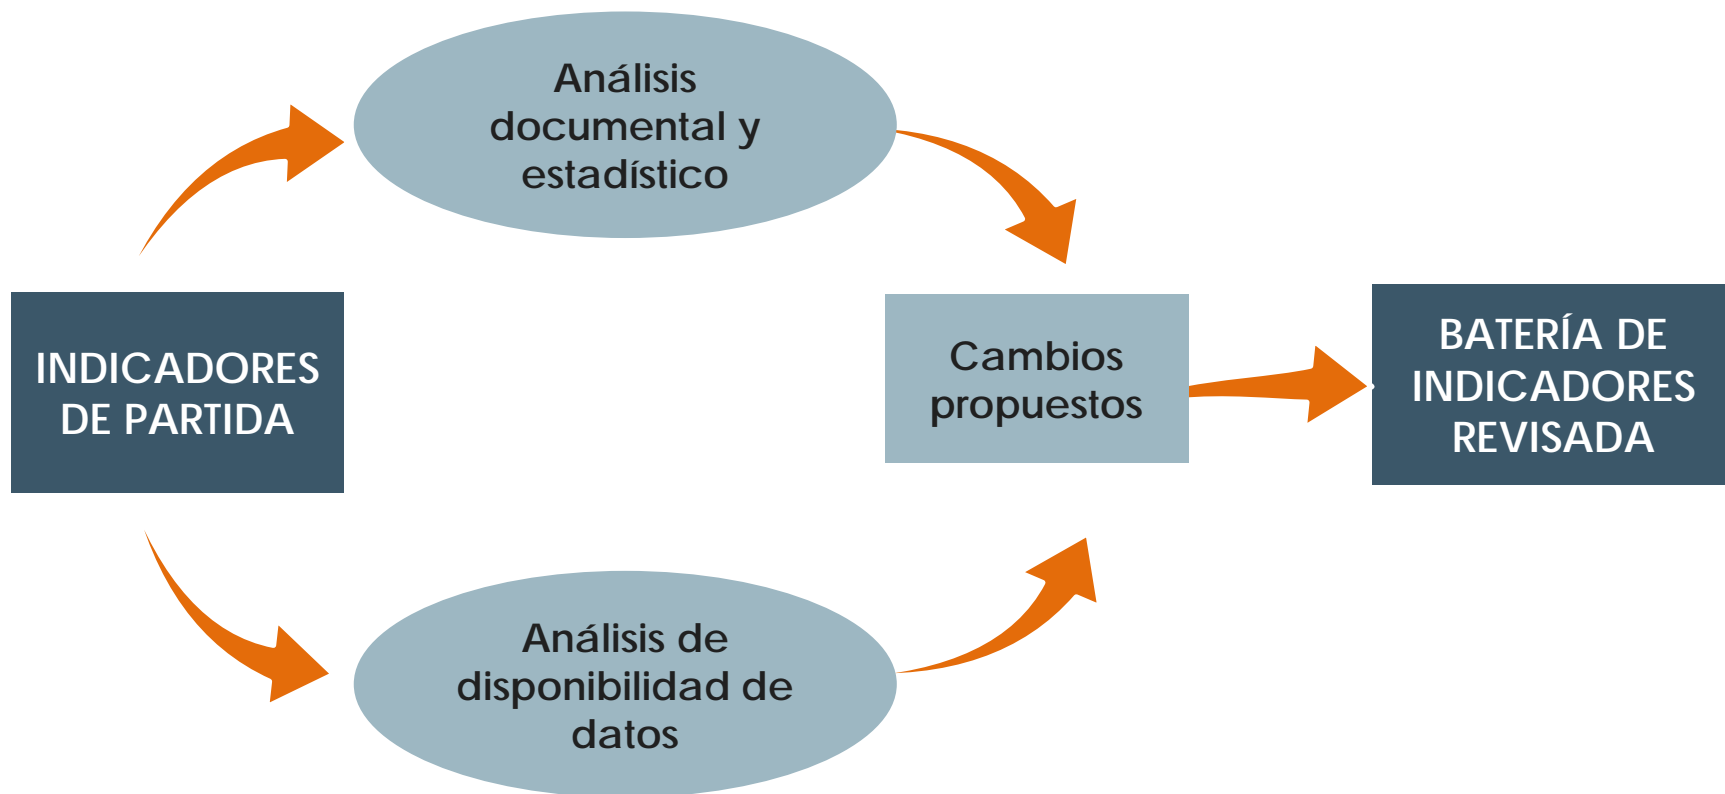 Análisis
documental y
estadístico
INDICADORES
DE PARTIDA
Cambios
propuestos
BATERÍA DE
INDICADORES
REVISADA
Análisis de
disponibilidad de
datos